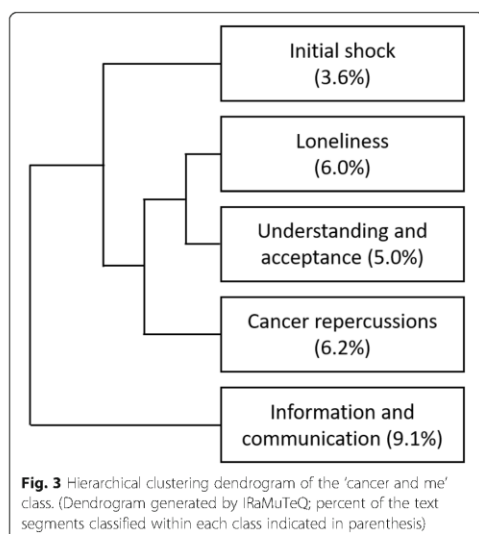 Initial shock
(3.6%)
Loneliness
(6.0%)
Understanding and
acceptance (5.0%)
Cancer repercussions
(6.2%)
Information and
communication (9.1%)
Fig. 3 Hierarchical clustering dendrogram of the 'cancer and me'
class. (Dendrogram generated by IRaMuTeQ; percent of the text
segments classified within each class indicated in parenthesis)